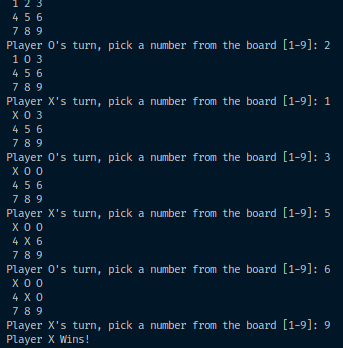 1 2 3
4 5 6
7 8 9
Player O's turn, pick a number from the board [1-9]: 2
1 O 3
4 5 6
7 8 9
Player X's turn, pick a number from the board [1-9]: 1
X O 3
4 5 6
7 8 9
Player O's turn, pick a number from the board [1-9]: 3
X O O
4 5 6
7 8 9
Player X's turn, pick a number from the board [1-9]: 5
X O O
4 X 6
7 8 9
Player O's turn, pick a number from the board [1-9]: 6
X O O
4 X O
7 8 9
Player X's turn, pick a number from the board [1-9]: 9
Player X Wins!